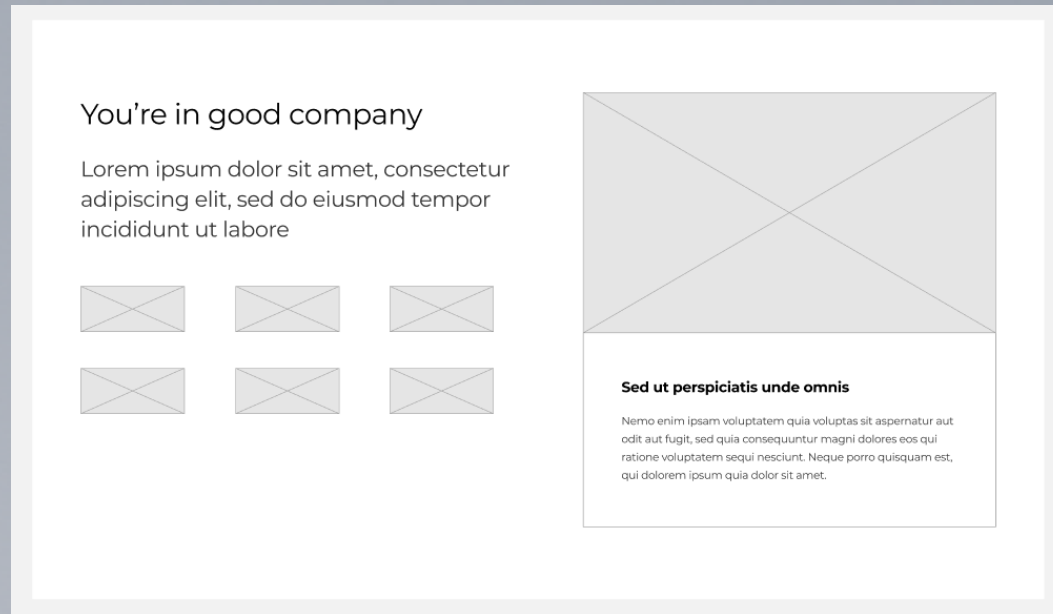 You’re in good company
Lorem ipsum dolor sit amet, consectetur
adipiscing elit, sed do eiusmod tempor
incididunt ut labore
Sed ut perspiciatis unde omnis
Nemo enim ipsam voluptatem quia voluptas sit aspernatur aut
odit aut fugit, sed quia consequuntur magni dolores eos qui
ratione voluptatem sequi nesciunt. Neque porro quisquam est,
qui dolorem ipsum quia dolor sit amet.